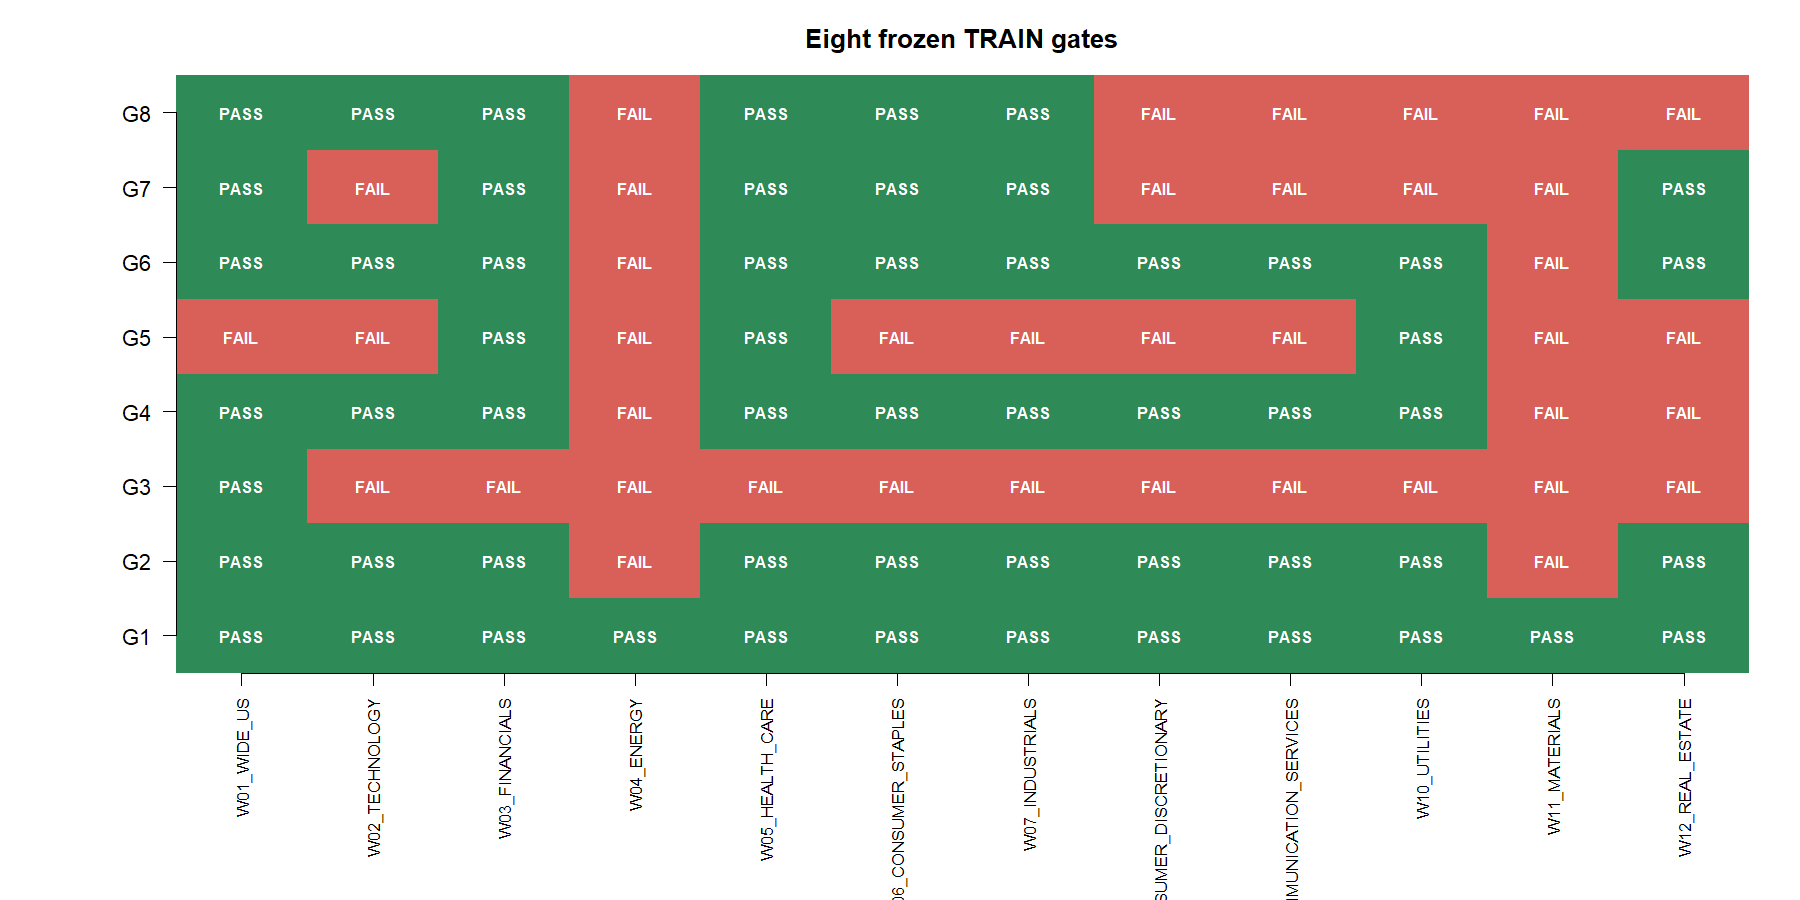 Eight frozen TRAIN gates
G8 PASS PASS PASS FAIL PASS PASS PASS FAIL FAIL FAIL FAIL FAIL
G7 PASS FAIL PASS FAIL PASS PASS PASS FAIL FAIL FAIL FAIL PASS
G6 PASS PASS PASS FAIL PASS PASS PASS PASS PASS PASS FAIL PASS
G5 FAIL FAIL PASS FAIL PASS FAIL FAIL FAIL FAIL PASS FAIL FAIL
G4 PASS PASS PASS FAIL PASS PASS PASS PASS PASS PASS FAIL FAIL
G3 PASS FAIL FAIL FAIL FAIL FAIL FAIL FAIL FAIL FAIL FAIL FAIL
G2 PASS PASS PASS FAIL PASS PASS PASS PASS PASS PASS FAIL PASS
G1 PASS PASS PASS PASS PASS PASS PASS PASS PASS PASS PASS PASS
W01_WIDE_US
W02_TECHNOLOGY
W03_FINANCIALS
W04_ENERGY
W05_HEALTH_CARE
06_CONSUMER_STAPLES
W07_INDUSTRIALS
SUMER_DISCRETIONARY
MUNICATION_SERVICES
W10_UTILITIES
W11_MATERIALS
W12_REAL_ESTATE